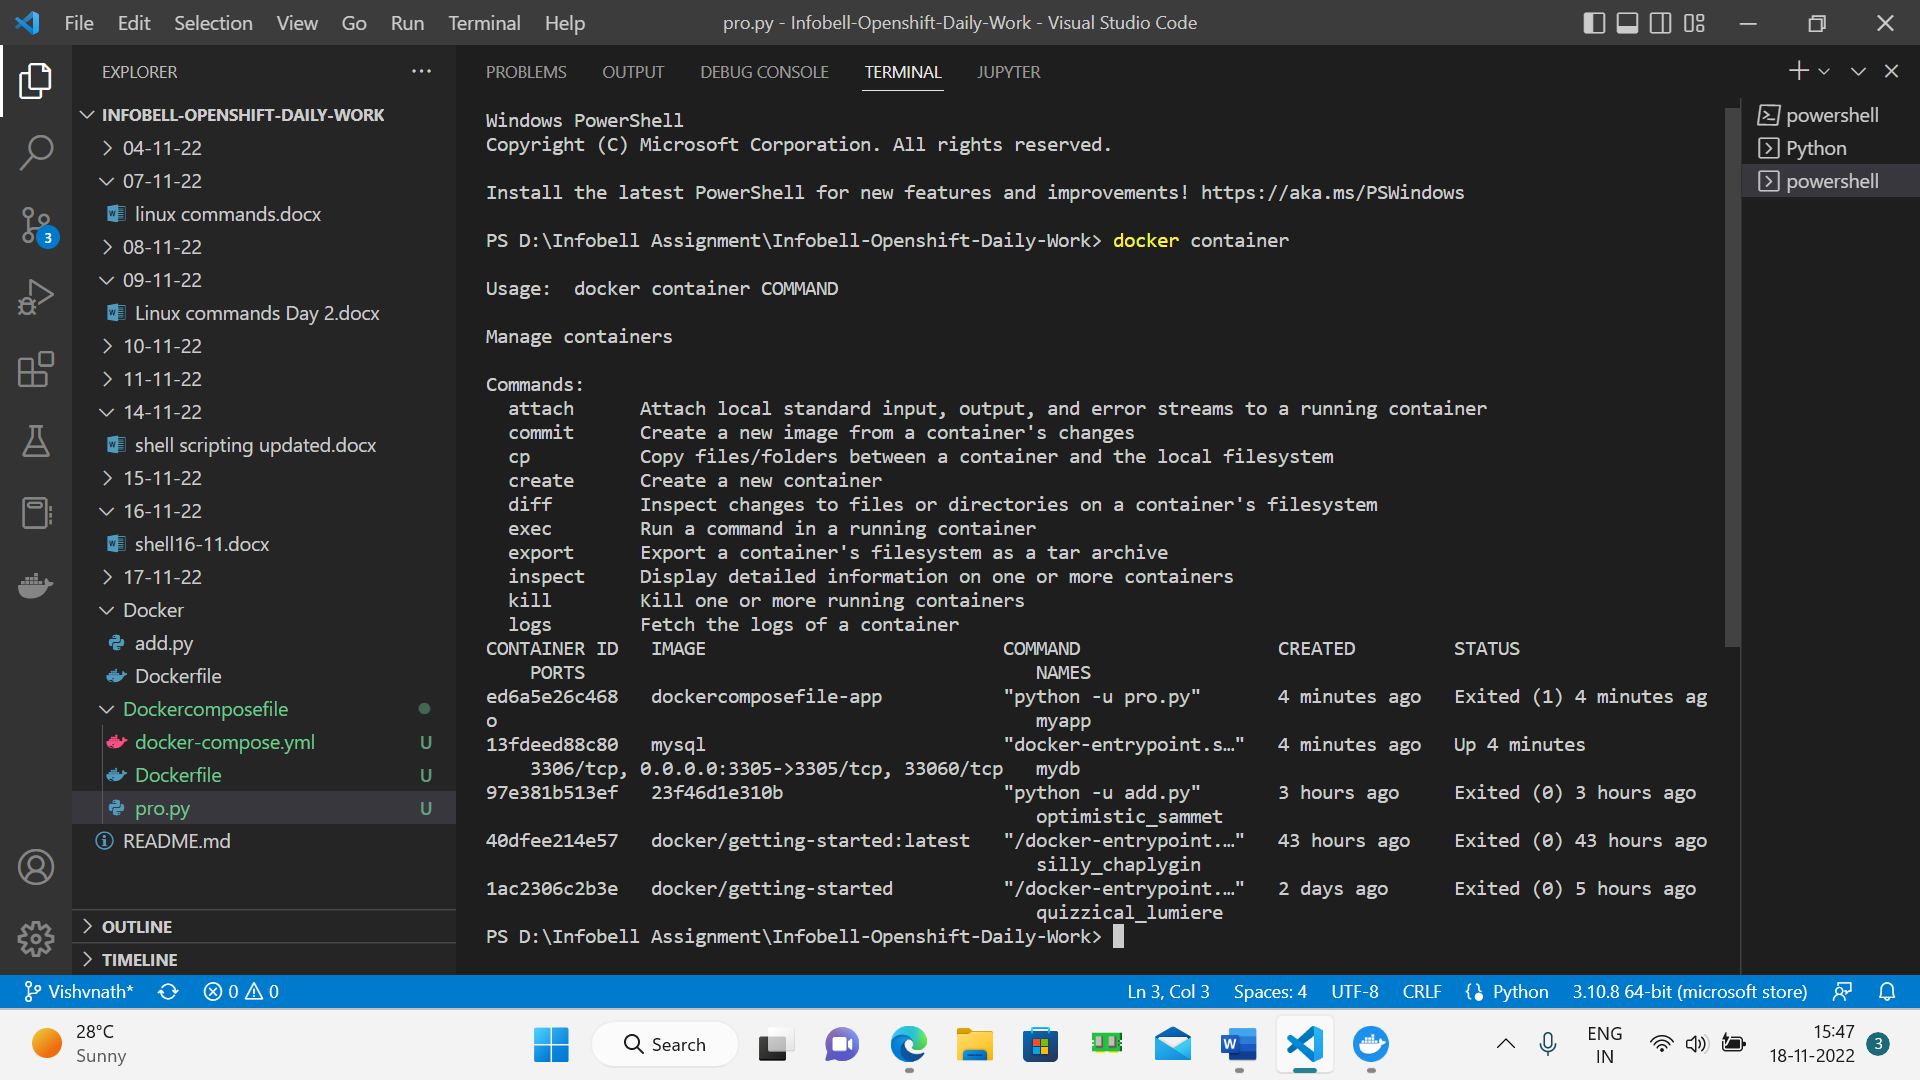 File Edit Selection View Go Run Terminal Help
pro.py - Infobell-Openshift-Daily-Work - Visual Studio Code
EXPLORER
INFOBELL-OPENSHIFT-DAILY-WORK
04-11-22
07-11-22
linux commands.docx
08-11-22
09-11-22
Linux commands Day 2.docx
10-11-22
11-11-22
14-11-22
shell scripting updated.docx
15-11-22
16-11-22
shell16-11.docx
17-11-22
Docker
add.py
Dockerfile
Dockercomposefile
docker-compose.yml U
Dockerfile U
pro.py U
README.md
OUTLINE
TIMELINE
3
PROBLEMS OUTPUT DEBUG CONSOLE TERMINAL JUPYTER
Windows PowerShell
Copyright (C) Microsoft Corporation. All rights reserved.
Install the latest PowerShell for new features and improvements! https://aka.ms/PSWindows
PS D:\Infobell Assignment\Infobell-Openshift-Daily-Work> docker container
Usage:  docker container COMMAND
Manage containers
Commands:
attach      Attach local standard input, output, and error streams to a running container
commit      Create a new image from a container's changes
cp          Copy files/folders between a container and the local filesystem
create      Create a new container
diff        Inspect changes to files or directories on a container's filesystem
exec        Run a command in a running container
export      Export a container's filesystem as a tar archive
inspect     Display detailed information on one or more containers
kill        Kill one or more running containers
logs        Fetch the logs of a container
CONTAINER ID   IMAGE   COMMAND   CREATED   STATUS
PORTS   NAMES
ed6a5e26c468   dockercomposefile-app   "python -u pro.py"   4 minutes ago   Exited (1) 4 minutes ag
o   myapp
13fdeed88c80   mysql   "docker-entrypoint.s…"   4 minutes ago   Up 4 minutes
3306/tcp, 0.0.0.0:3305->3305/tcp, 33060/tcp   mydb
97e381b513ef   23f46d1e310b   "python -u add.py"   3 hours ago   Exited (0) 3 hours ago
optimistic_sammet
40dfee214e57   docker/getting-started:latest   "/docker-entrypoint.…"   43 hours ago   Exited (0) 43 hours ago
silly_chaplygin
1ac2306c2b3e   docker/getting-started   "/docker-entrypoint.…"   2 days ago   Exited (0) 5 hours ago
quizzical_lumiere
PS D:\Infobell Assignment\Infobell-Openshift-Daily-Work>
powershell
Python
powershell
Vishvnath* 0 0
Ln 3, Col 3 Spaces: 4 UTF-8 CRLF Python 3.10.8 64-bit (microsoft store)
28°C
Sunny
Search
ENG
IN
15:47
18-11-2022
3